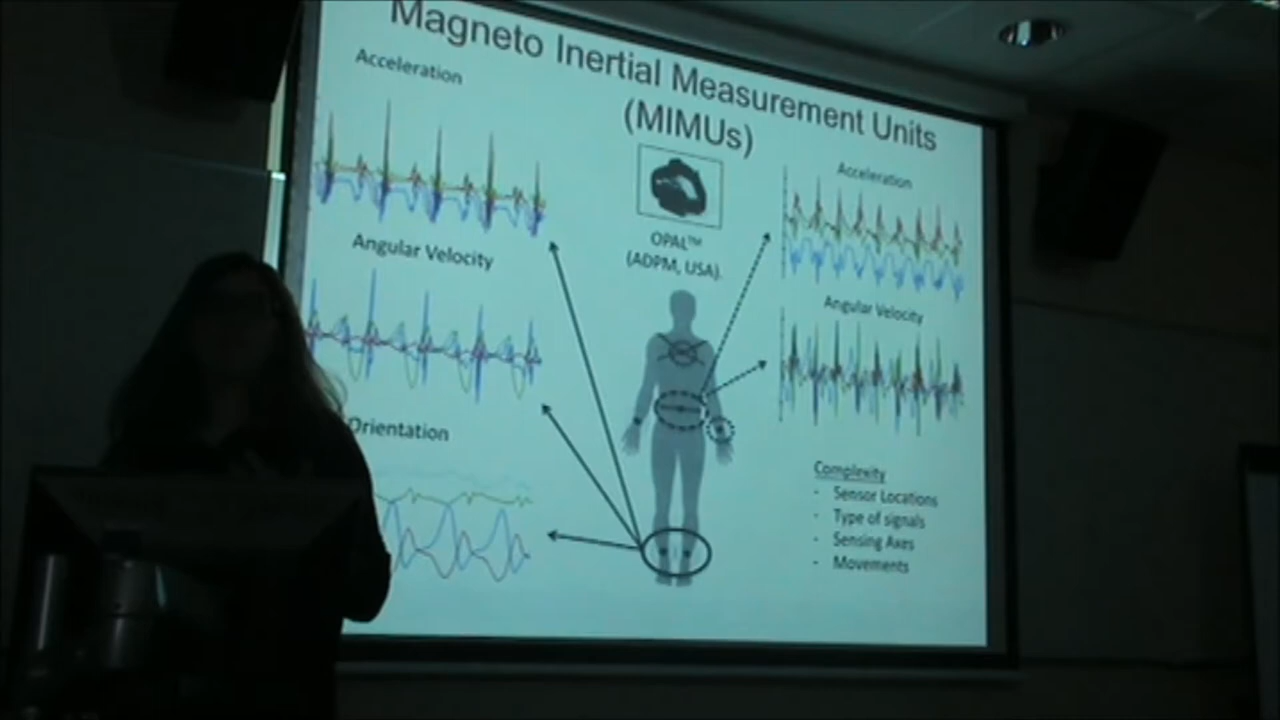 Magneto Inertial Measurement Units
(MIMUs)
Acceleration
Angular Velocity
Orientation
OPAL™
(ADPM, USA).
Acceleration
Angular Velocity
Complexity
- Sensor Locations
- Type of signals
- Sensing Axes
- Movements